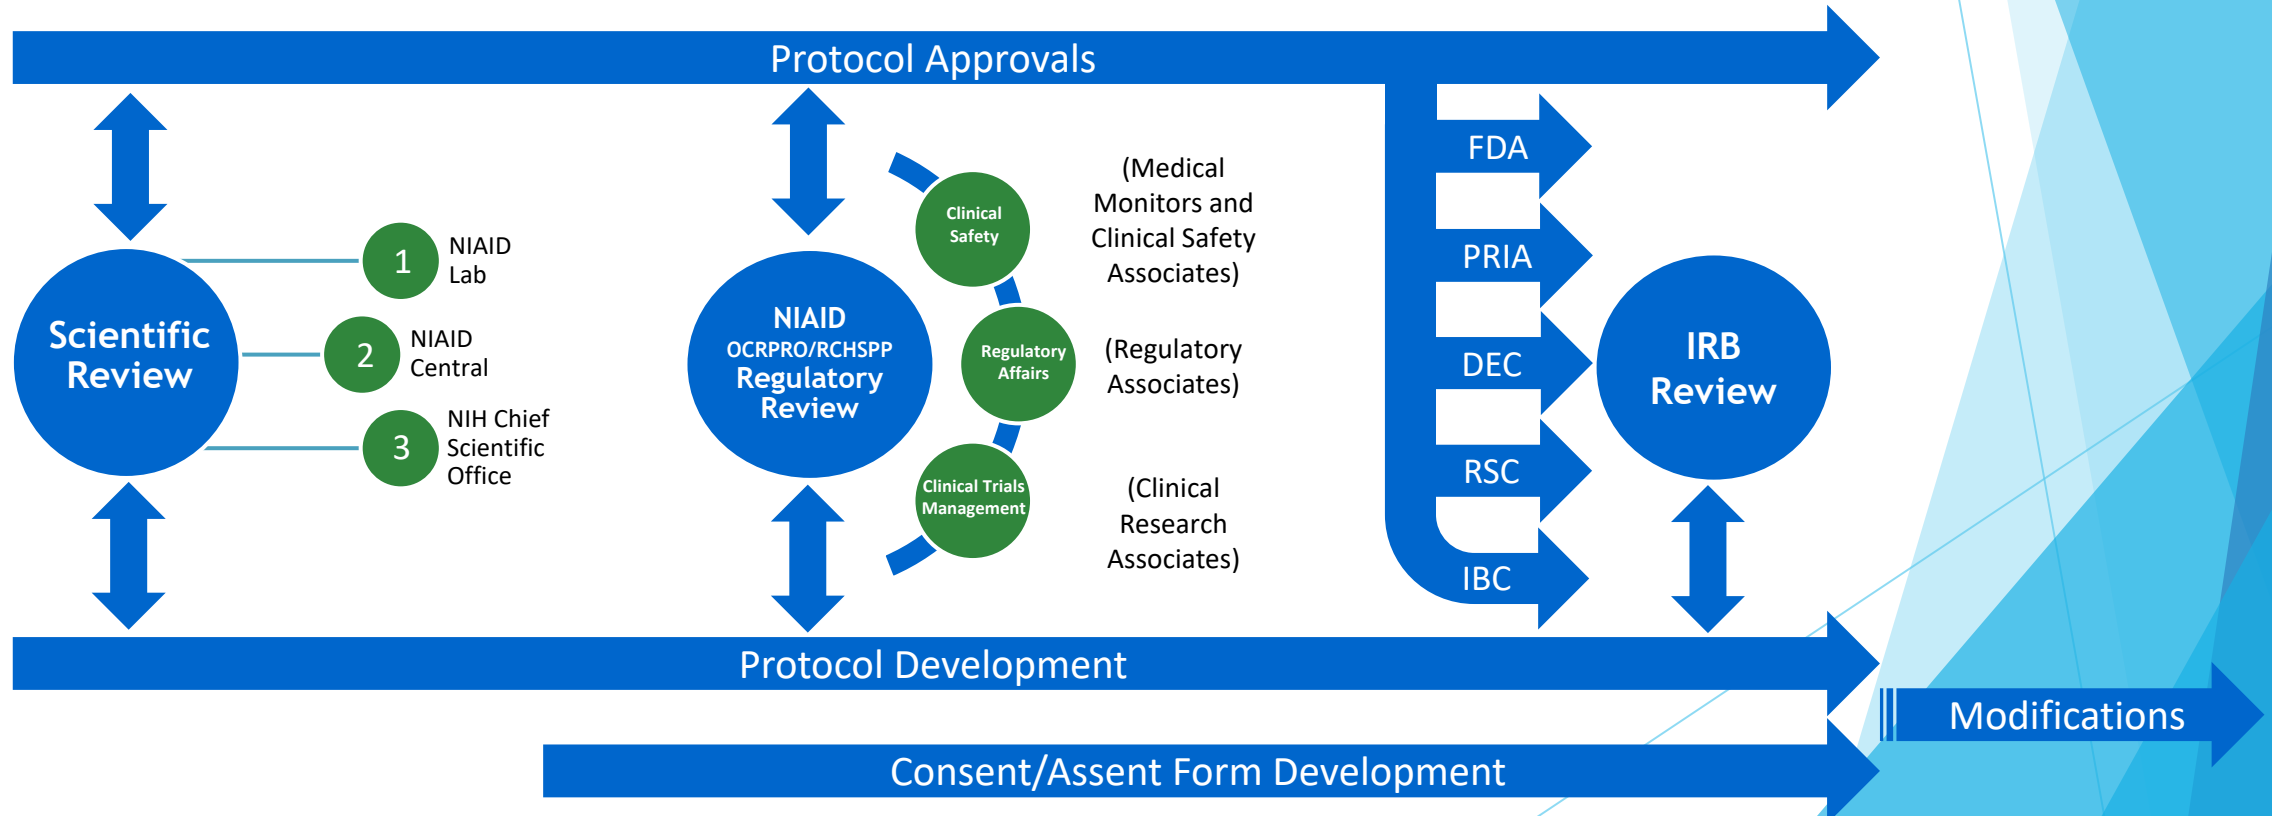 Protocol Approvals
Scientific
Review
1
NIAID
Lab
2
NIAID
Central
3
NIH Chief
Scientific
Office
NIAID
OCRPRO/RCHSPP
Regulatory
Review
Clinical
Safety
(Medical
Monitors and
Clinical Safety
Associates)
Regulatory
Affairs
(Regulatory
Associates)
Clinical Trials
Management
(Clinical
Research
Associates)
FDA
PRIA
DEC
RSC
IBC
IRB
Review
Protocol Development
Modifications
Consent/Assent Form Development